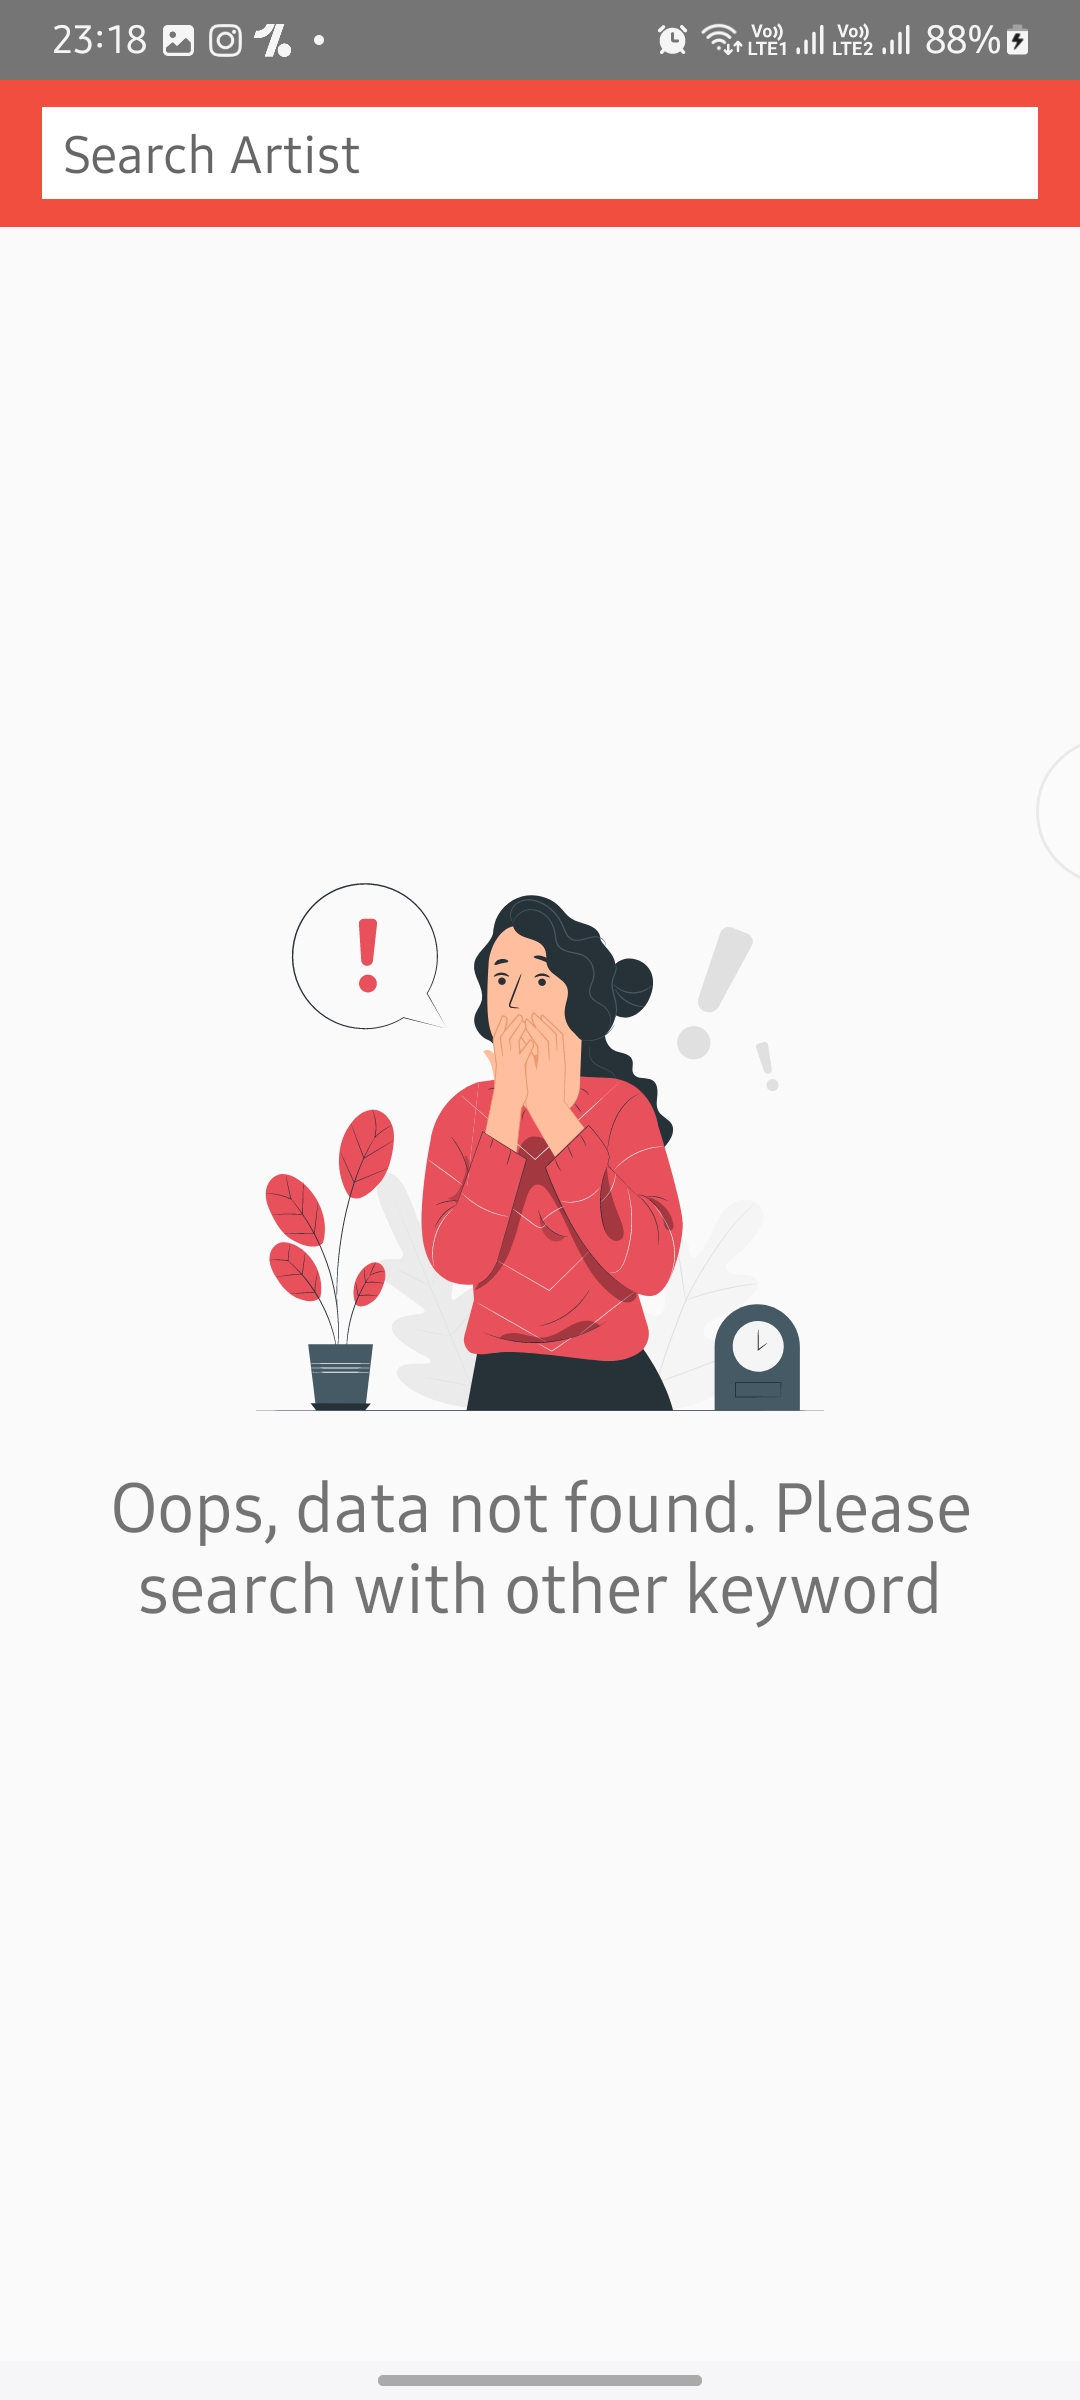 23:18
Vo)) LTE1 Vo)) LTE2 88%
Search Artist
Oops, data not found. Please
search with other keyword